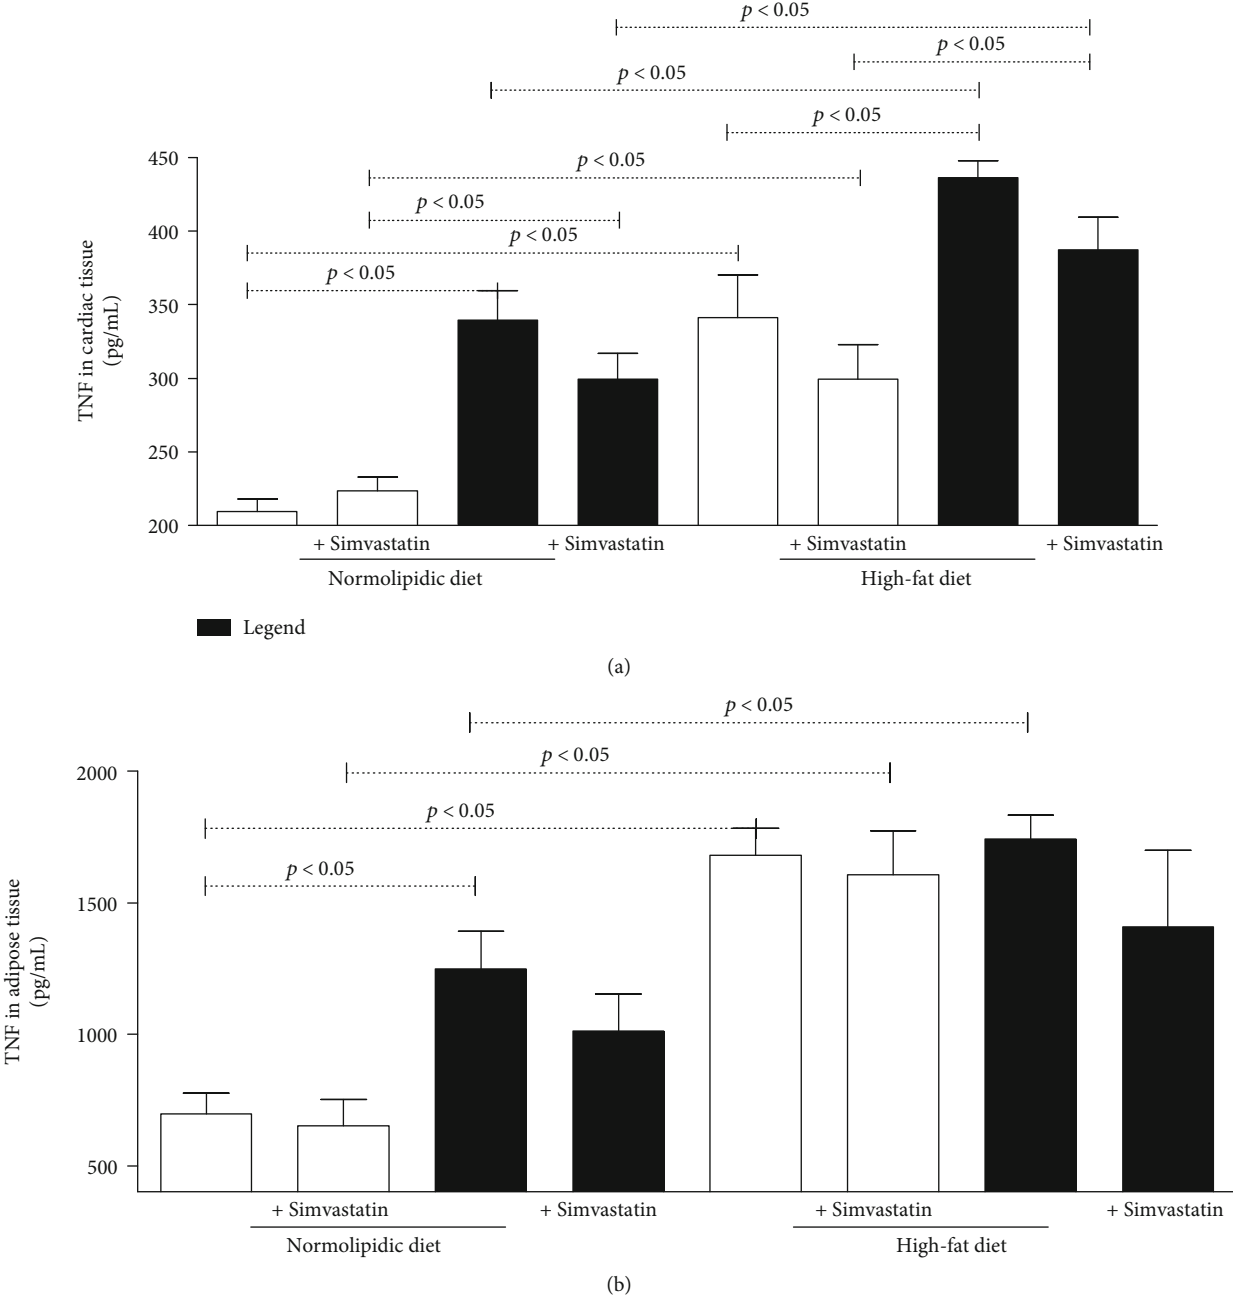 p < 0.05
p < 0.05
p < 0.05
p < 0.05
p < 0.05
p < 0.05
p < 0.05
p < 0.05
450
400
350
300
250
200
TNF in cardiac tissue
(pg/mL)
+ Simvastatin + Simvastatin + Simvastatin + Simvastatin
Normolipidic diet High-fat diet
Legend
(a)
p < 0.05
p < 0.05
p < 0.05
p < 0.05
2000
1500
1000
500
TNF in adipose tissue
(pg/mL)
+ Simvastatin + Simvastatin + Simvastatin + Simvastatin
Normolipidic diet High-fat diet
(b)